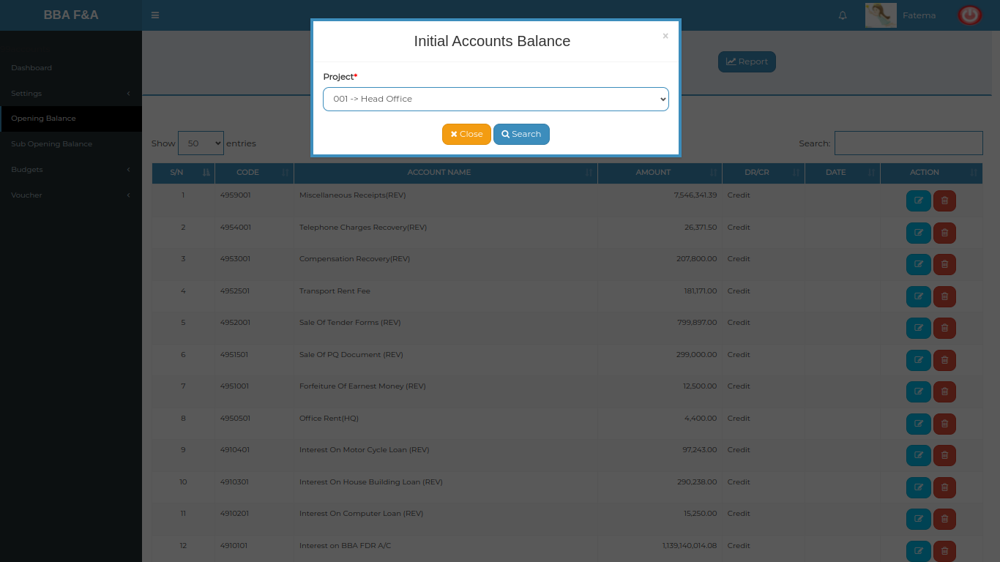 BBA F&A
Fatema
Initial Accounts Balance
×
Report
Dashboard
Project*
Settings
001 -> Head Office
Opening Balance
Close Search
Sub Opening Balance
Show 50 entries
Search:
Budgets
Voucher
S/N CODE ACCOUNT NAME AMOUNT DR/CR DATE ACTION
1 4959001 Miscellaneous Receipts(REV) 7,546,341.39 Credit
2 4954001 Telephone Charges Recovery(REV) 26,371.50 Credit
3 4953001 Compensation Recovery(REV) 207,800.00 Credit
4 4952501 Transport Rent Fee 181,171.00 Credit
5 4952001 Sale Of Tender Forms (REV) 799,897.00 Credit
6 4951501 Sale Of PQ Document (REV) 299,000.00 Credit
7 4951001 Forfeiture Of Earnest Money (REV) 12,500.00 Credit
8 4950501 Office Rent(HQ) 4,400.00 Credit
9 4910401 Interest On Motor Cycle Loan (REV) 97,243.00 Credit
10 4910301 Interest On House Building Loan (REV) 290,238.00 Credit
11 4910201 Interest On Computer Loan (REV) 15,250.00 Credit
12 4910101 Interest on BBA FDR A/C 1,139,140,014.08 Credit